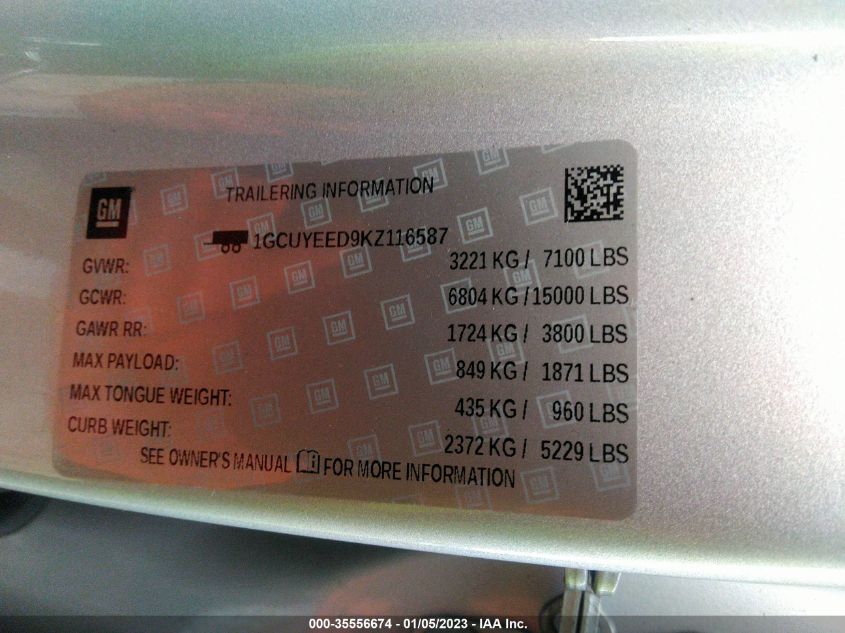 GM
TRAILERING INFORMATION
1GCUYEED9KZ116587
GVWR: 3221 KG / 7100 LBS
GCWR: 6804 KG /15000 LBS
GAWR RR: 1724 KG / 3800 LBS
MAX PAYLOAD: 849 KG / 1871 LBS
MAX TONGUE WEIGHT: 435 KG / 960 LBS
CURB WEIGHT: 2372 KG / 5229 LBS
SEE OWNER'S MANUAL FOR MORE INFORMATION
000-35556674 - 01/05/2023 - IAA Inc.